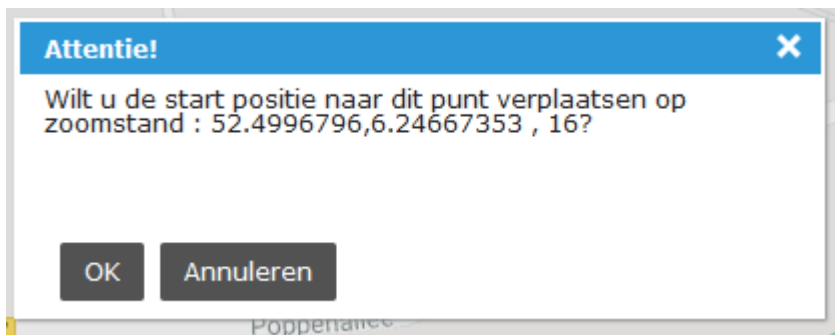 Attentie!
Wilt u de start positie naar dit punt verplaatsen op
zoomstand : 52.4996796,6.24667353 , 16?
OK Annuleren
Poppenallee